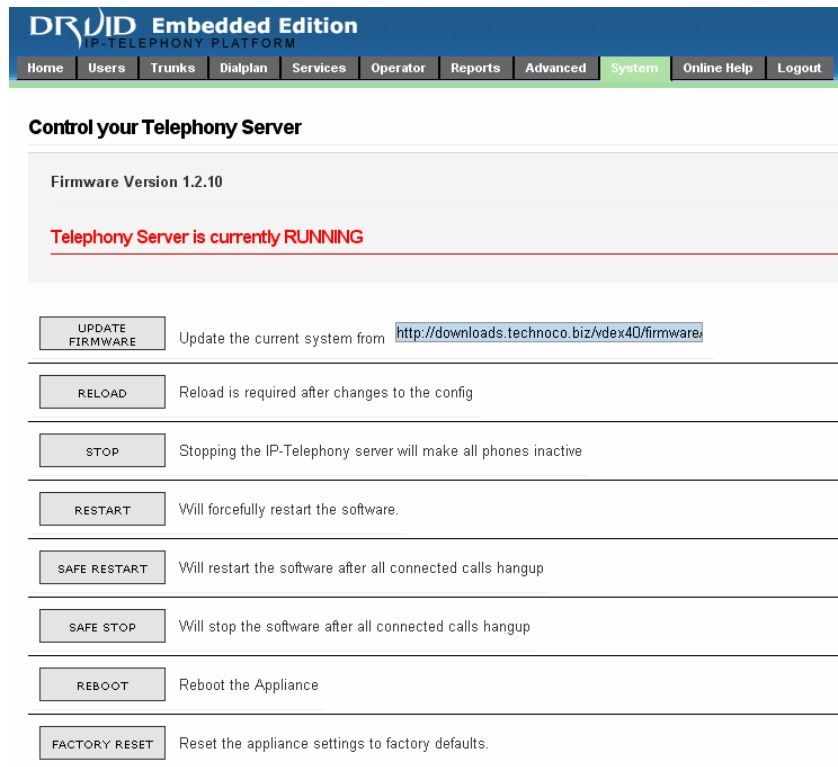 DRUID Embedded Edition
IP-TELEPHONY PLATFORM
Home Users Trunks Dialplan Services Operator Reports Advanced System Online Help Logout
Control your Telephony Server
Firmware Version 1.2.10
Telephony Server is currently RUNNING
UPDATE
FIRMWARE
Update the current system from http://downloads.technoco.biz/vdex40/firmware/
RELOAD Reload is required after changes to the config
STOP Stopping the IP-Telephony server will make all phones inactive
RESTART Will forcefully restart the software.
SAFE RESTART Will restart the software after all connected calls hangup
SAFE STOP Will stop the software after all connected calls hangup
REBOOT Reboot the Appliance
FACTORY RESET Reset the appliance settings to factory defaults.